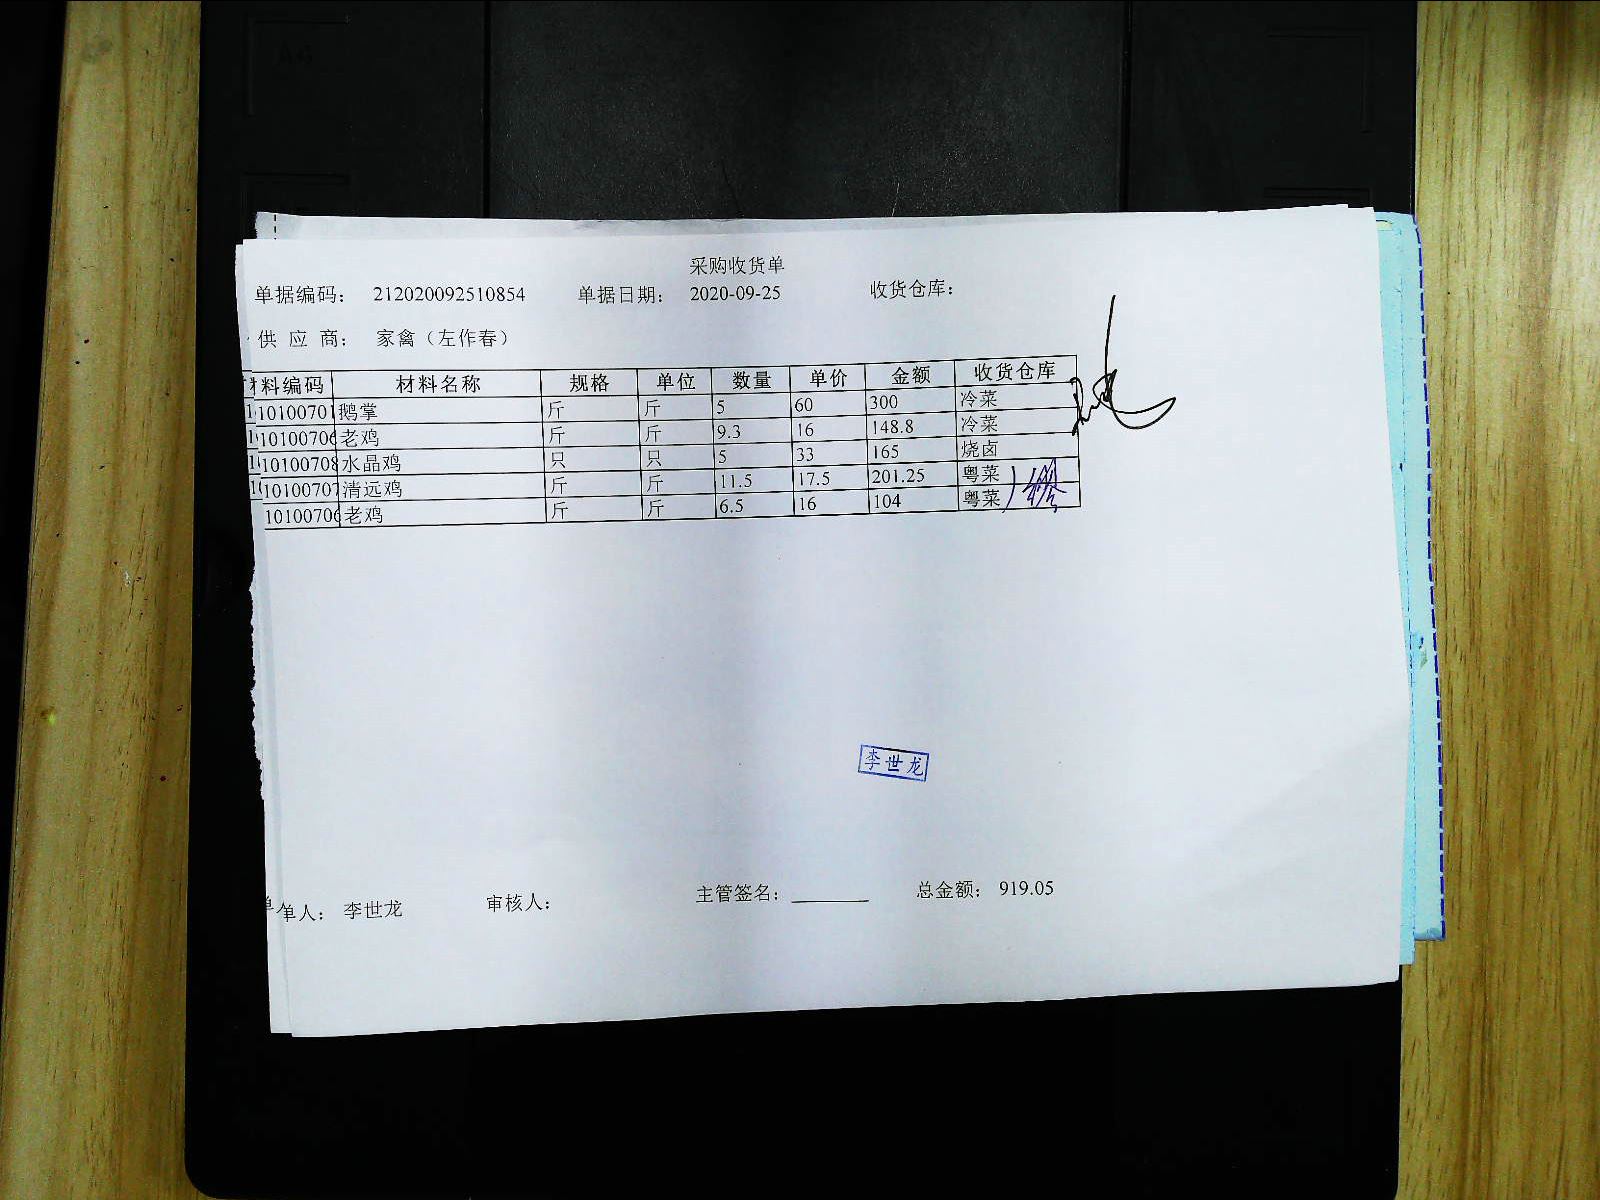 采购收货单
单据编码： 212020092510854 单据日期： 2020-09-25 收货仓库：
供 应 商： 家禽（左作春）
材料编码 材料名称 规格 单位 数量 单价 金额 收货仓库
10100701 鹅掌 斤 斤 5 60 300 冷菜
1010070 老鸡 斤 斤 9.3 16 148.8 冷菜
10100708 水晶鸡 只 只 5 33 165 烧卤
10100707 清远鸡 斤 斤 11.5 17.5 201.25 粤菜
1010070 老鸡 斤 斤 6.5 16 104 粤菜
李世龙
单人： 李世龙 审核人： 主管签名： 总金额： 919.05